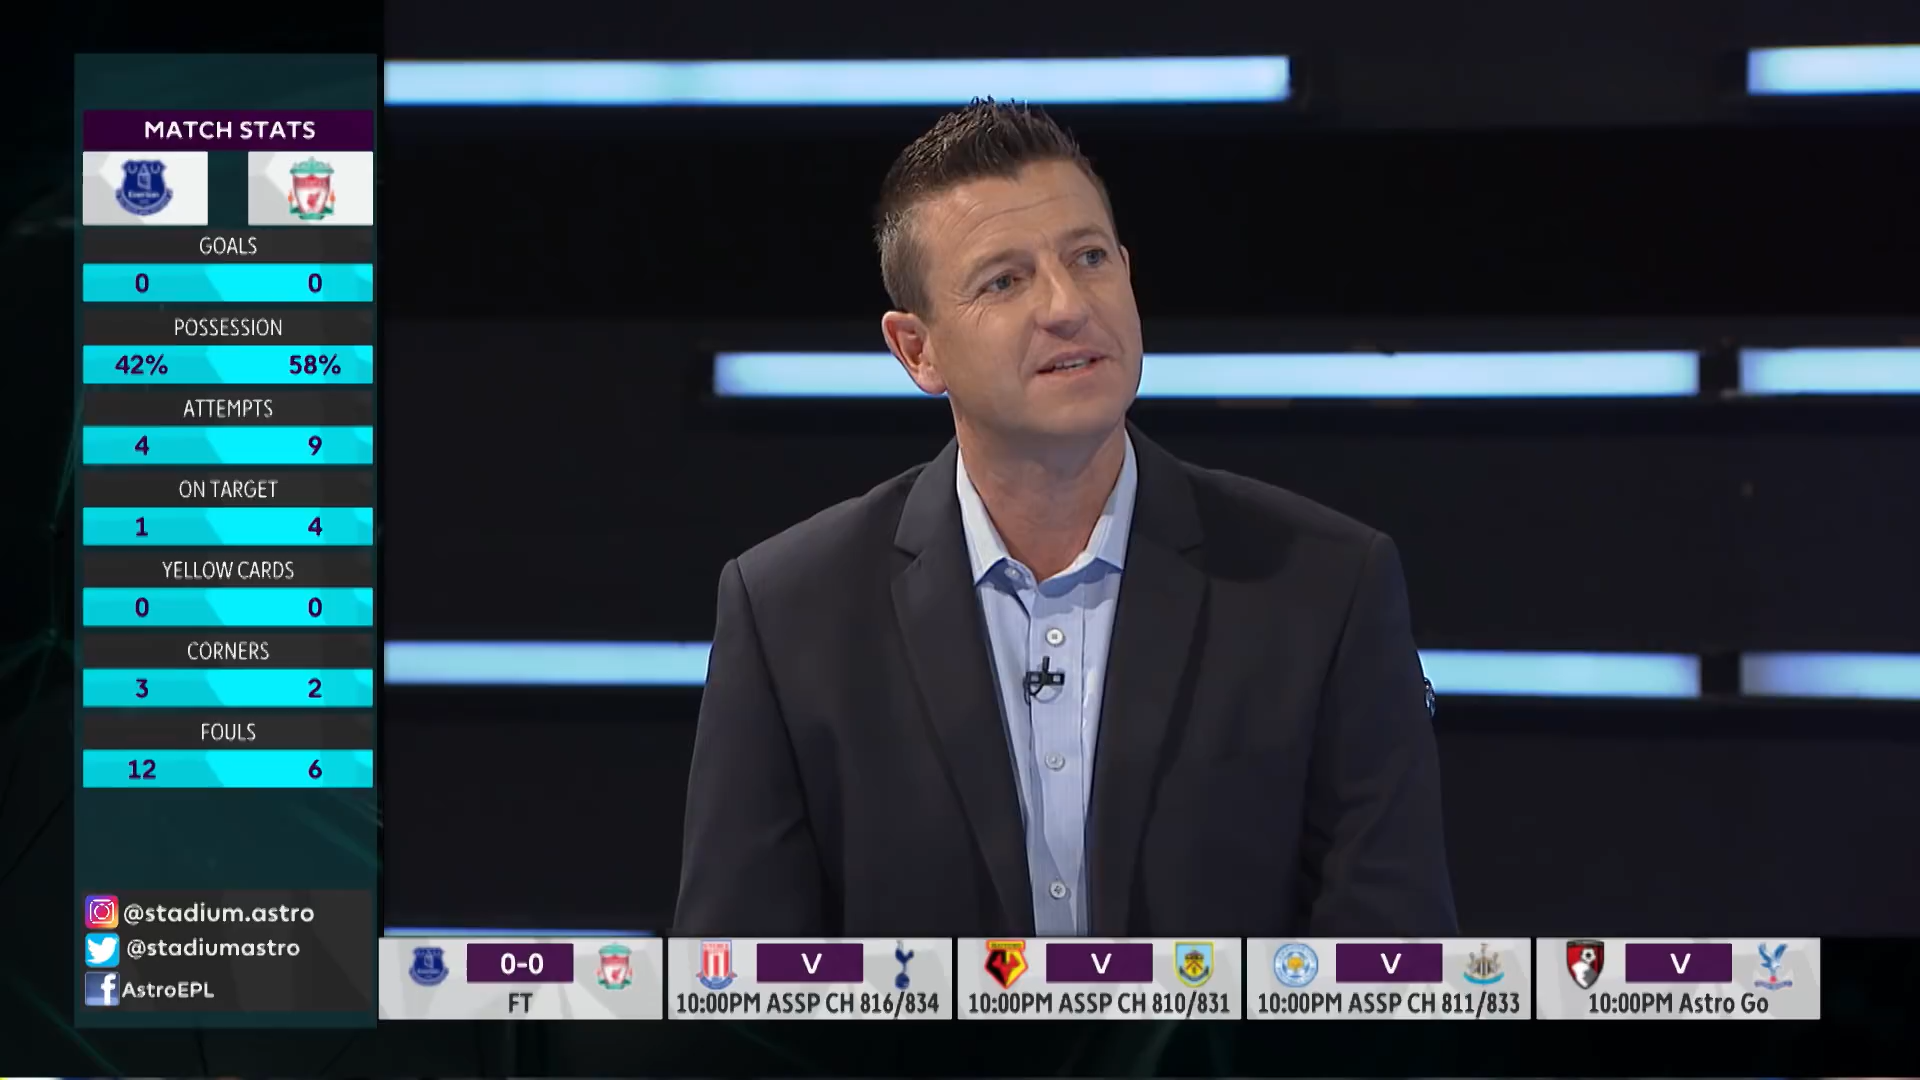 MATCH STATS
Everton
GOALS
0 0
POSSESSION
42% 58%
ATTEMPTS
4 9
ON TARGET
1 4
YELLOW CARDS
0 0
CORNERS
3 2
FOULS
12 6
@stadium.astro
@stadiumastro
AstroEPL
0-0
FT
V
10:00PM ASSP CH 816/834
V
10:00PM ASSP CH 810/831
V
10:00PM ASSP CH 811/833
V
10:00PM Astro Go